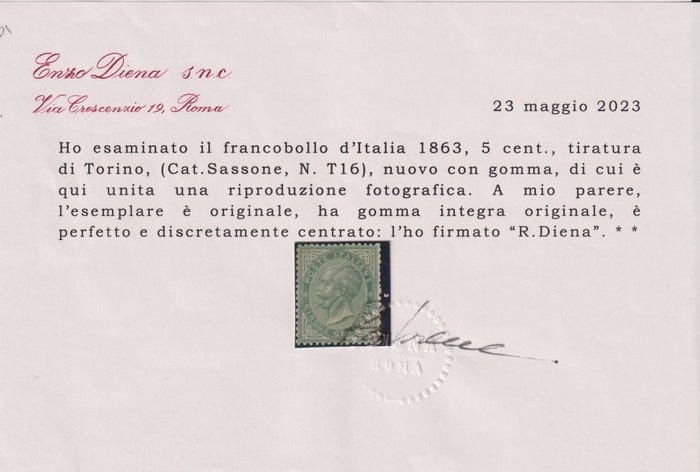 Enzo Diena s.n.c.
Via Crescenzio 19, Roma
23 maggio 2023
Ho esaminato il francobollo d'Italia 1863, 5 cent., tiratura
di Torino, (Cat.Sassone, N. T16), nuovo con gomma, di cui è
qui unita una riproduzione fotografica. A mio parere,
l'esemplare è originale, ha gomma integra originale, è
perfetto e discretamente centrato: l'ho firmato “R.Diena”. * *
POSTE ITALIANE
ROMA